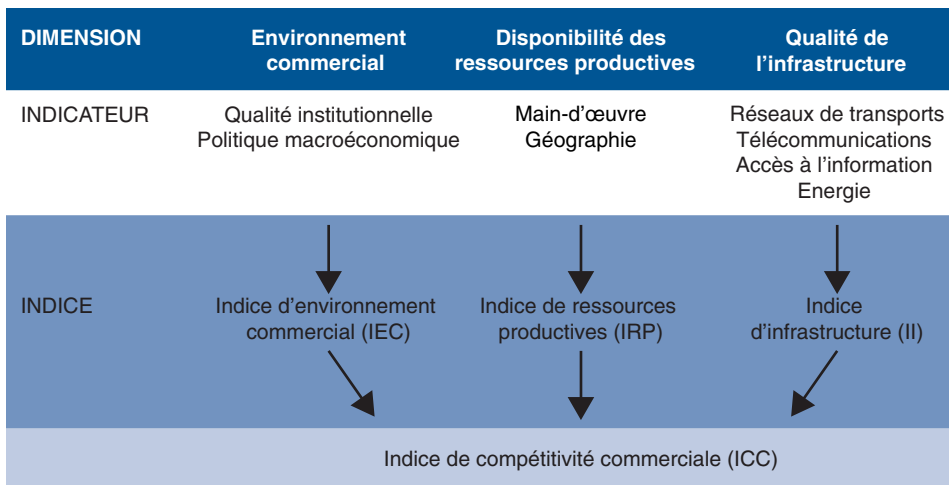 DIMENSION
Environnement
commercial
Disponibilité des
ressources productives
Qualité de
l'infrastructure
INDICATEUR
Qualité institutionnelle
Politique macroéconomique
Main-d'œuvre
Géographie
Réseaux de transports
Télécommunications
Accès à l'information
Energie
INDICE
Indice d'environnement
commercial (IEC)
Indice de ressources
productives (IRP)
Indice
d'infrastructure (II)
Indice de compétitivité commerciale (ICC)